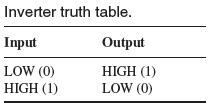 Inverter truth table.
Input Output
LOW (0) HIGH (1)
HIGH (1) LOW (0)